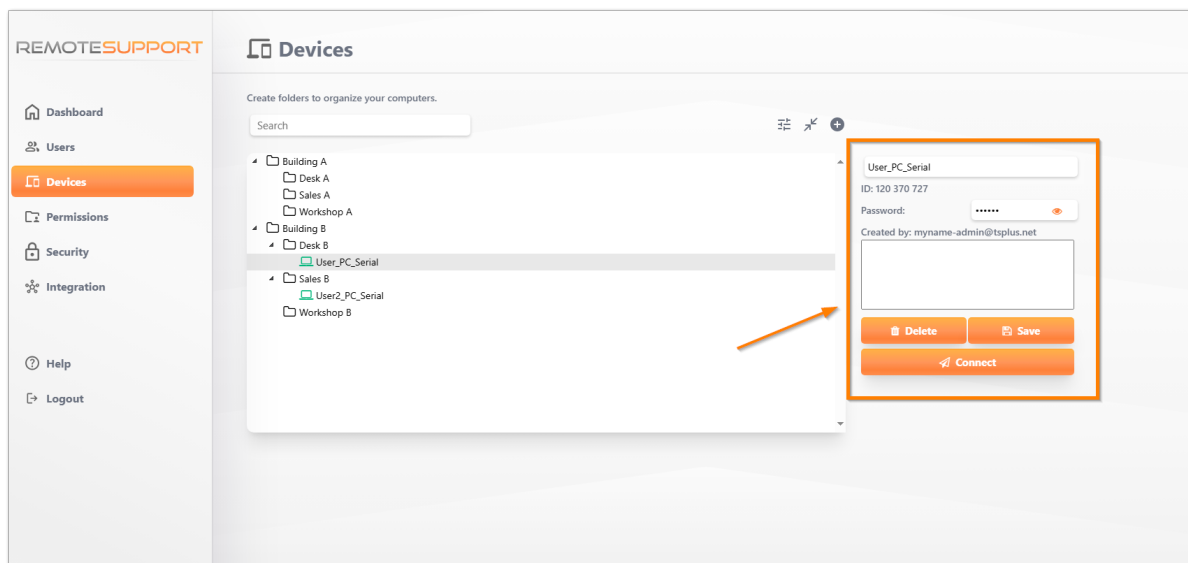 REMOTESUPPORT
Devices
Dashboard
Users
Devices
Permissions
Security
Integration
Help
Logout
Create folders to organize your computers.
Search
Building A
Desk A
Sales A
Workshop A
Building B
Desk B
User_PC_Serial
Sales B
User2_PC_Serial
Workshop B
User_PC_Serial
ID: 120 370 727
Password: ••••••
Created by: myname-admin@tsplus.net
Delete Save
Connect